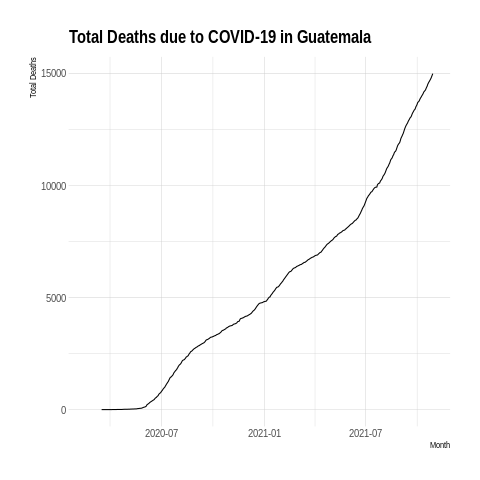 Total Deaths due to COVID-19 in Guatemala
Total Deaths
15000
10000
5000
0
2020-07
2021-01
2021-07
Month